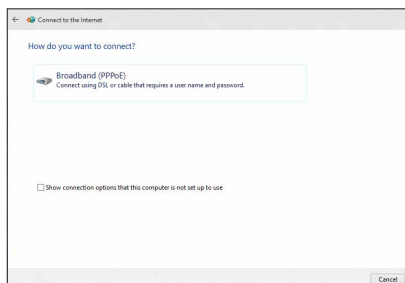 Connect to the Internet
How do you want to connect?
Broadband (PPPoE)
Connect using DSL or cable that requires a user name and password.
Show connection options that this computer is not set up to use
Cancel